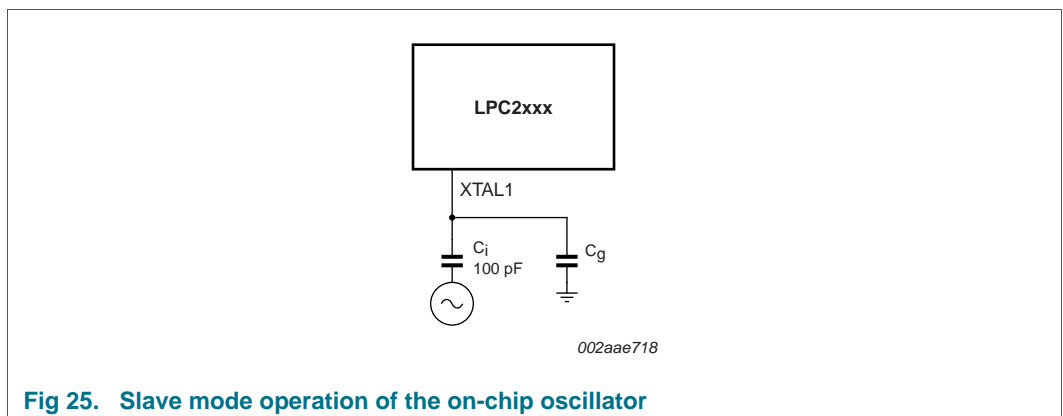 LPC2xxx
XTAL1
Ci
100 pF
Cg
002aae718
Fig 25. Slave mode operation of the on-chip oscillator